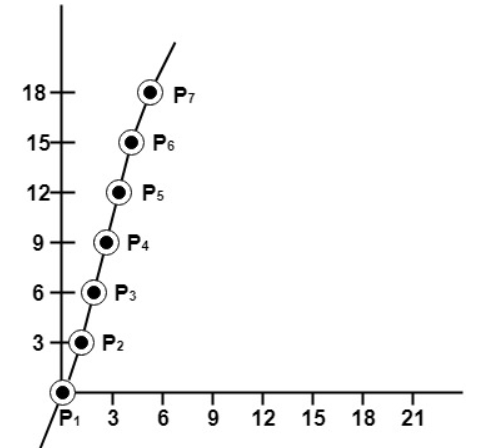 18 P₇
15 P₆
12 P₅
9 P₄
6 P₃
3 P₂
P₁ 3 6 9 12 15 18 21